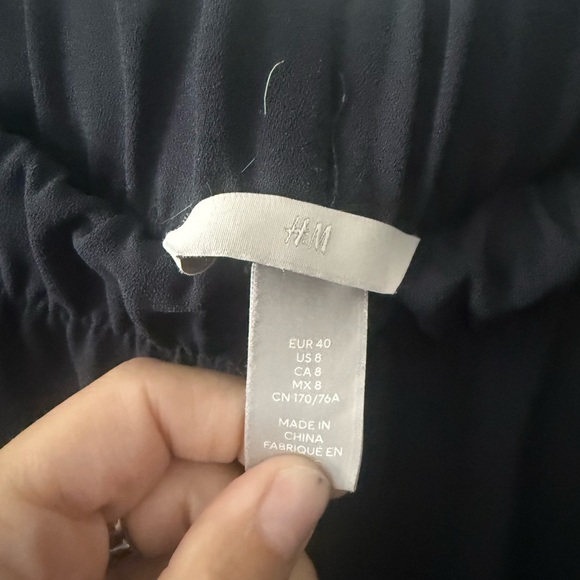 H&M
EUR 40
US 8
CA 8
MX 8
CN 170/76A
MADE IN
CHINA
FABRIQUÉ EN